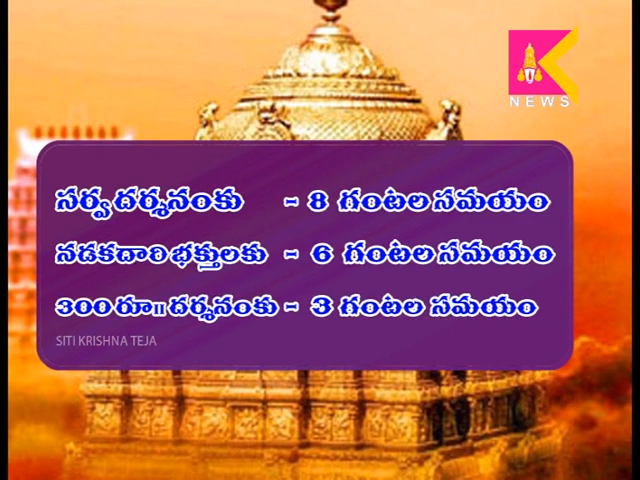 K
NEWS
సర్వ దర్శనంకు - 8 గంటల సమయం
నడకదారి భక్తులకు - 6 గంటల సమయం
300 రూ॥ దర్శనంకు - 3 గంటల సమయం
SITI KRISHNA TEJA